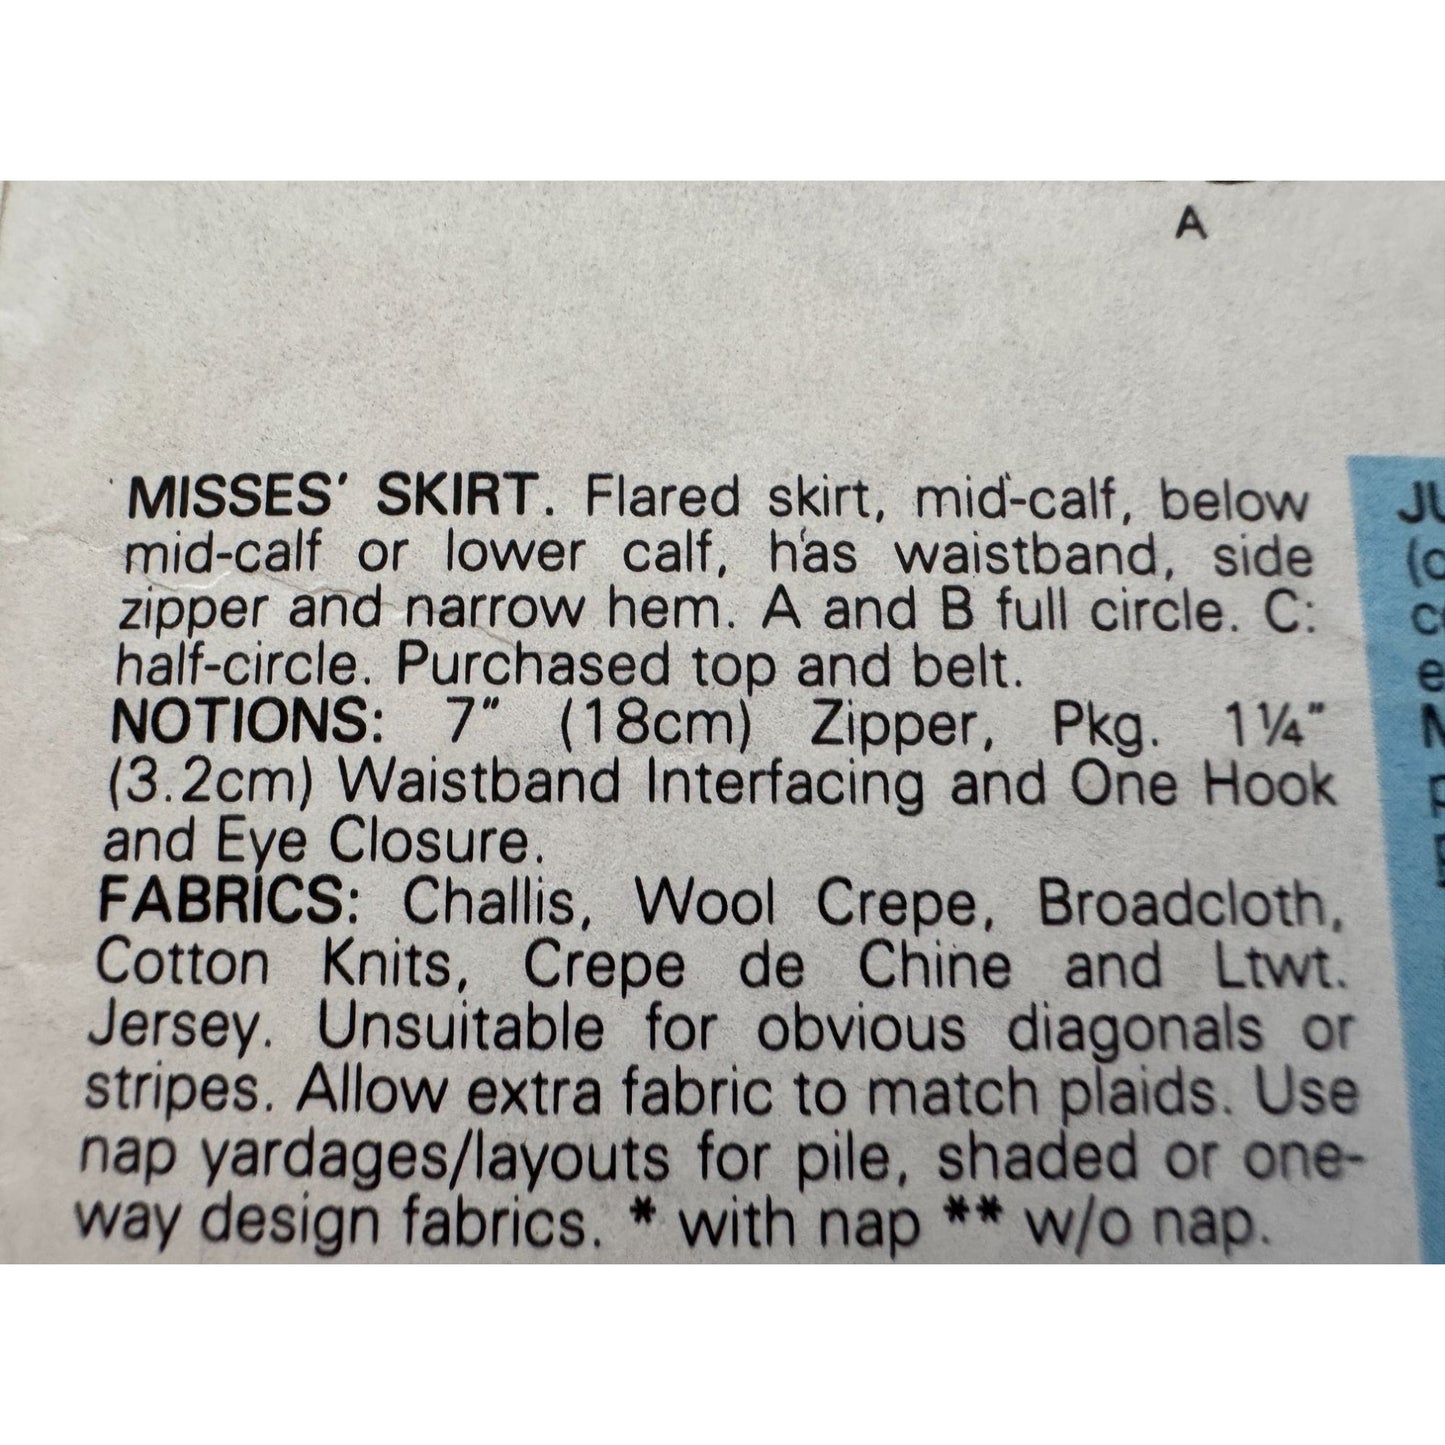 A
MISSES' SKIRT. Flared skirt, mid-calf, below
mid-calf or lower calf, has waistband, side
zipper and narrow hem. A and B full circle. C:
half-circle. Purchased top and belt.
NOTIONS: 7" (18cm) Zipper, Pkg. 1¼"
(3.2cm) Waistband Interfacing and One Hook
and Eye Closure.
FABRICS: Challis, Wool Crepe, Broadcloth,
Cotton Knits, Crepe de Chine and Ltwt.
Jersey. Unsuitable for obvious diagonals or
stripes. Allow extra fabric to match plaids. Use
nap yardages/layouts for pile, shaded or one-
way design fabrics. * with nap ** w/o nap.